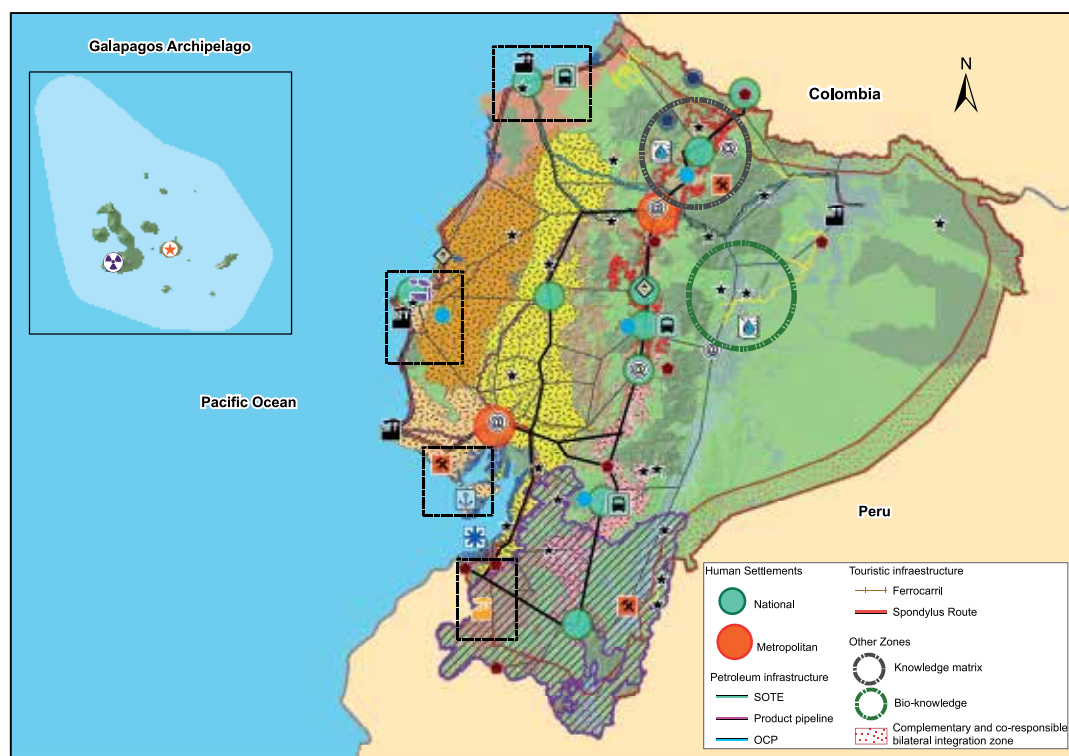 Galapagos Archipelago
N
Colombia
Pacific Ocean
Peru
Human Settlements
National
Metropolitan
Petroleum infrastructure
SOTE
Product pipeline
OCP
Touristic infraestructure
Ferrocarril
Spondylus Route
Other Zones
Knowledge matrix
Bio-knowledge
Complementary and co-responsible
bilateral integration zone